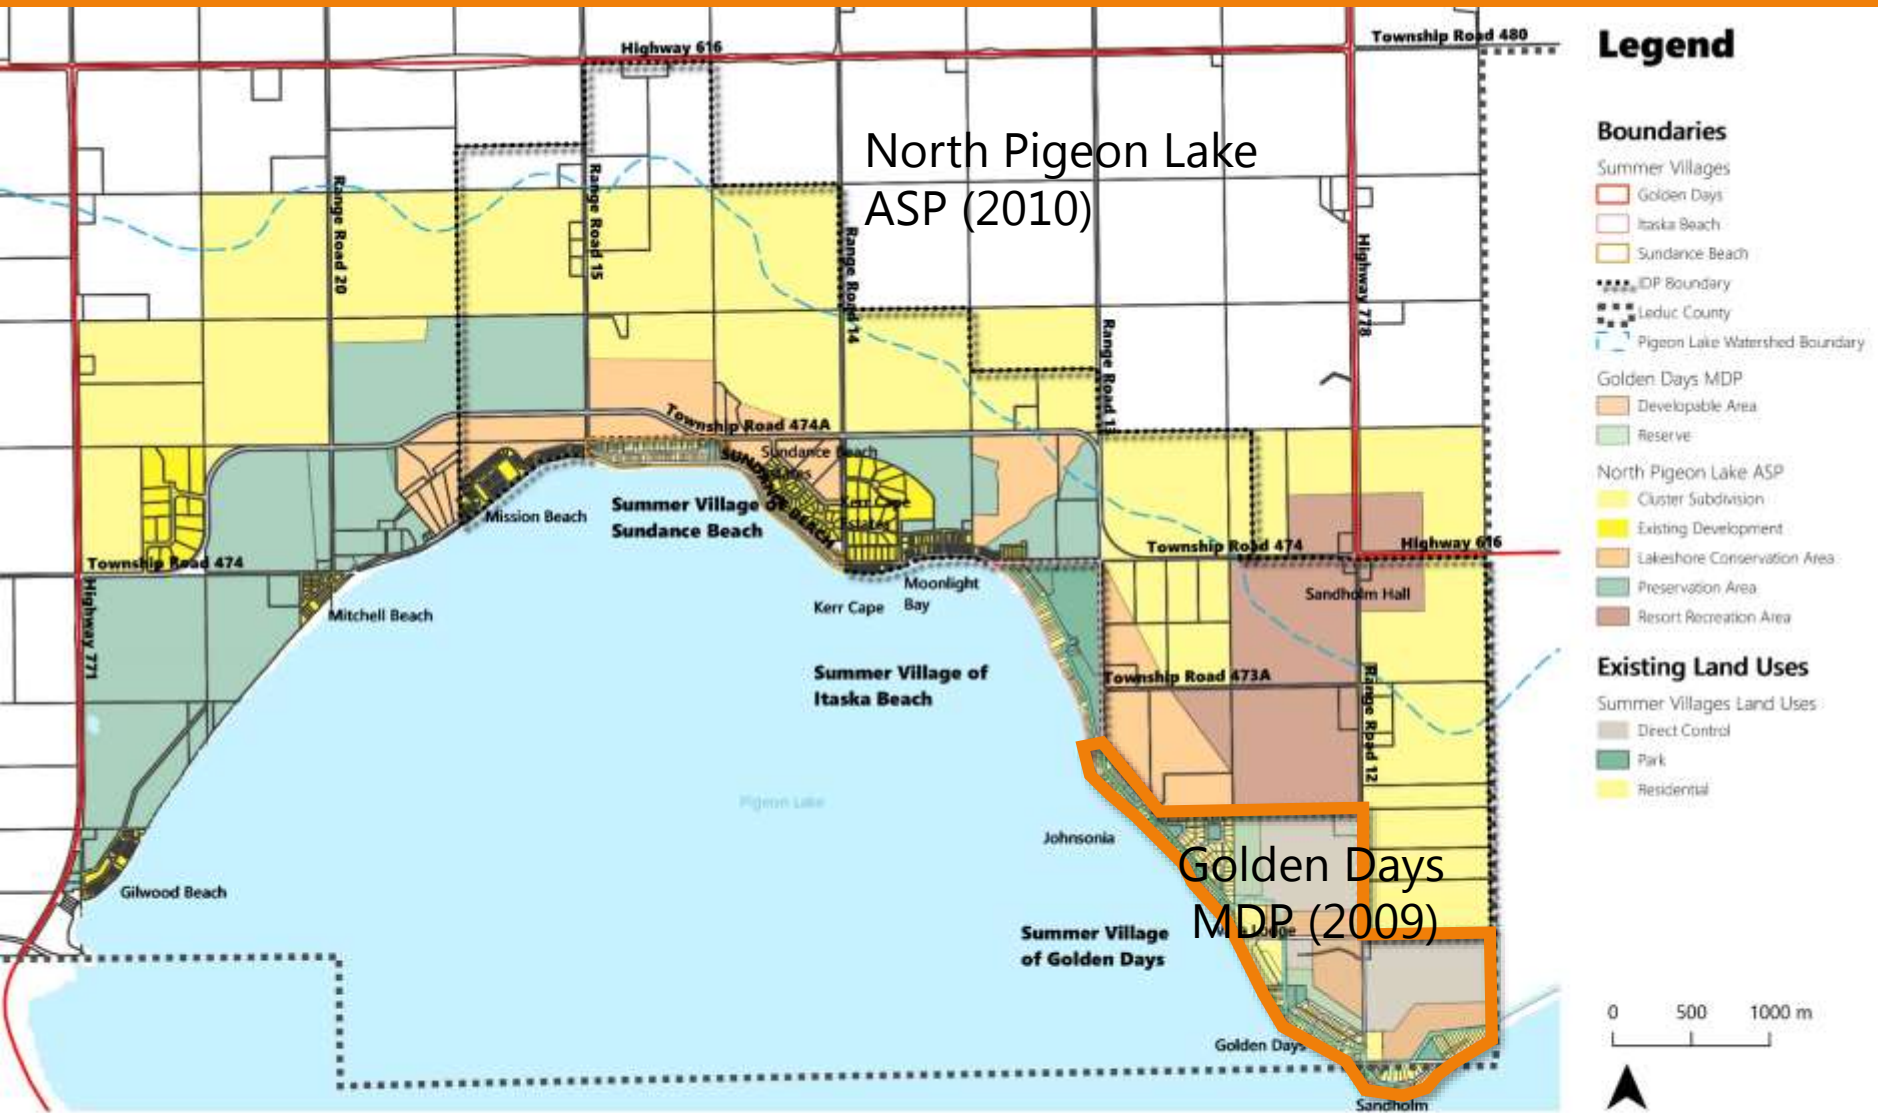 Highway 616
Township Road 480
North Pigeon Lake
ASP (2010)
Range Road 20
Range Road 15
Range Road 14
Range Road 13
Highway 778
Township Road 474A
Sundance Beach
SUNDANCE BEACH
Mission Beach
Summer Village of
Sundance Beach
Kerr Cape
Estates
Township Road 474
Township Road 474
Highway 616
Highway 771
Mitchell Beach
Kerr Cape
Moonlight
Bay
Sandholm Hall
Summer Village of
Itaska Beach
Township Road 473A
Range Road 12
Pigeon Lake
Johnsonia
Golden Days
MDP (2009)
Lodge
Gilwood Beach
Summer Village
of Golden Days
Golden Days
Sandholm
Legend
Boundaries
Summer Villages
Golden Days
Itaska Beach
Sundance Beach
IDP Boundary
Leduc County
Pigeon Lake Watershed Boundary
Golden Days MDP
Developable Area
Reserve
North Pigeon Lake ASP
Cluster Subdivision
Existing Development
Lakeshore Conservation Area
Preservation Area
Resort Recreation Area
Existing Land Uses
Summer Villages Land Uses
Direct Control
Park
Residential
0 500 1000 m